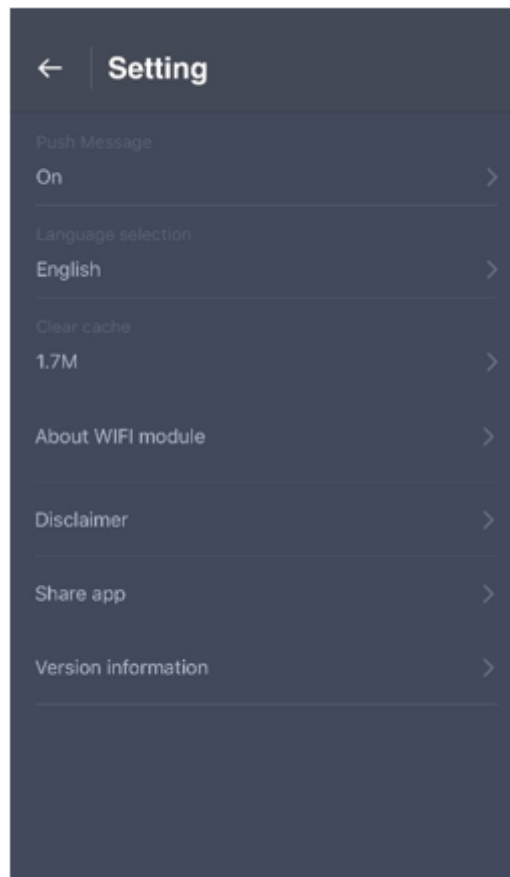 Setting
Push Message
On
Language selection
English
Clear cache
1.7M
About WIFI module
Disclaimer
Share app
Version information